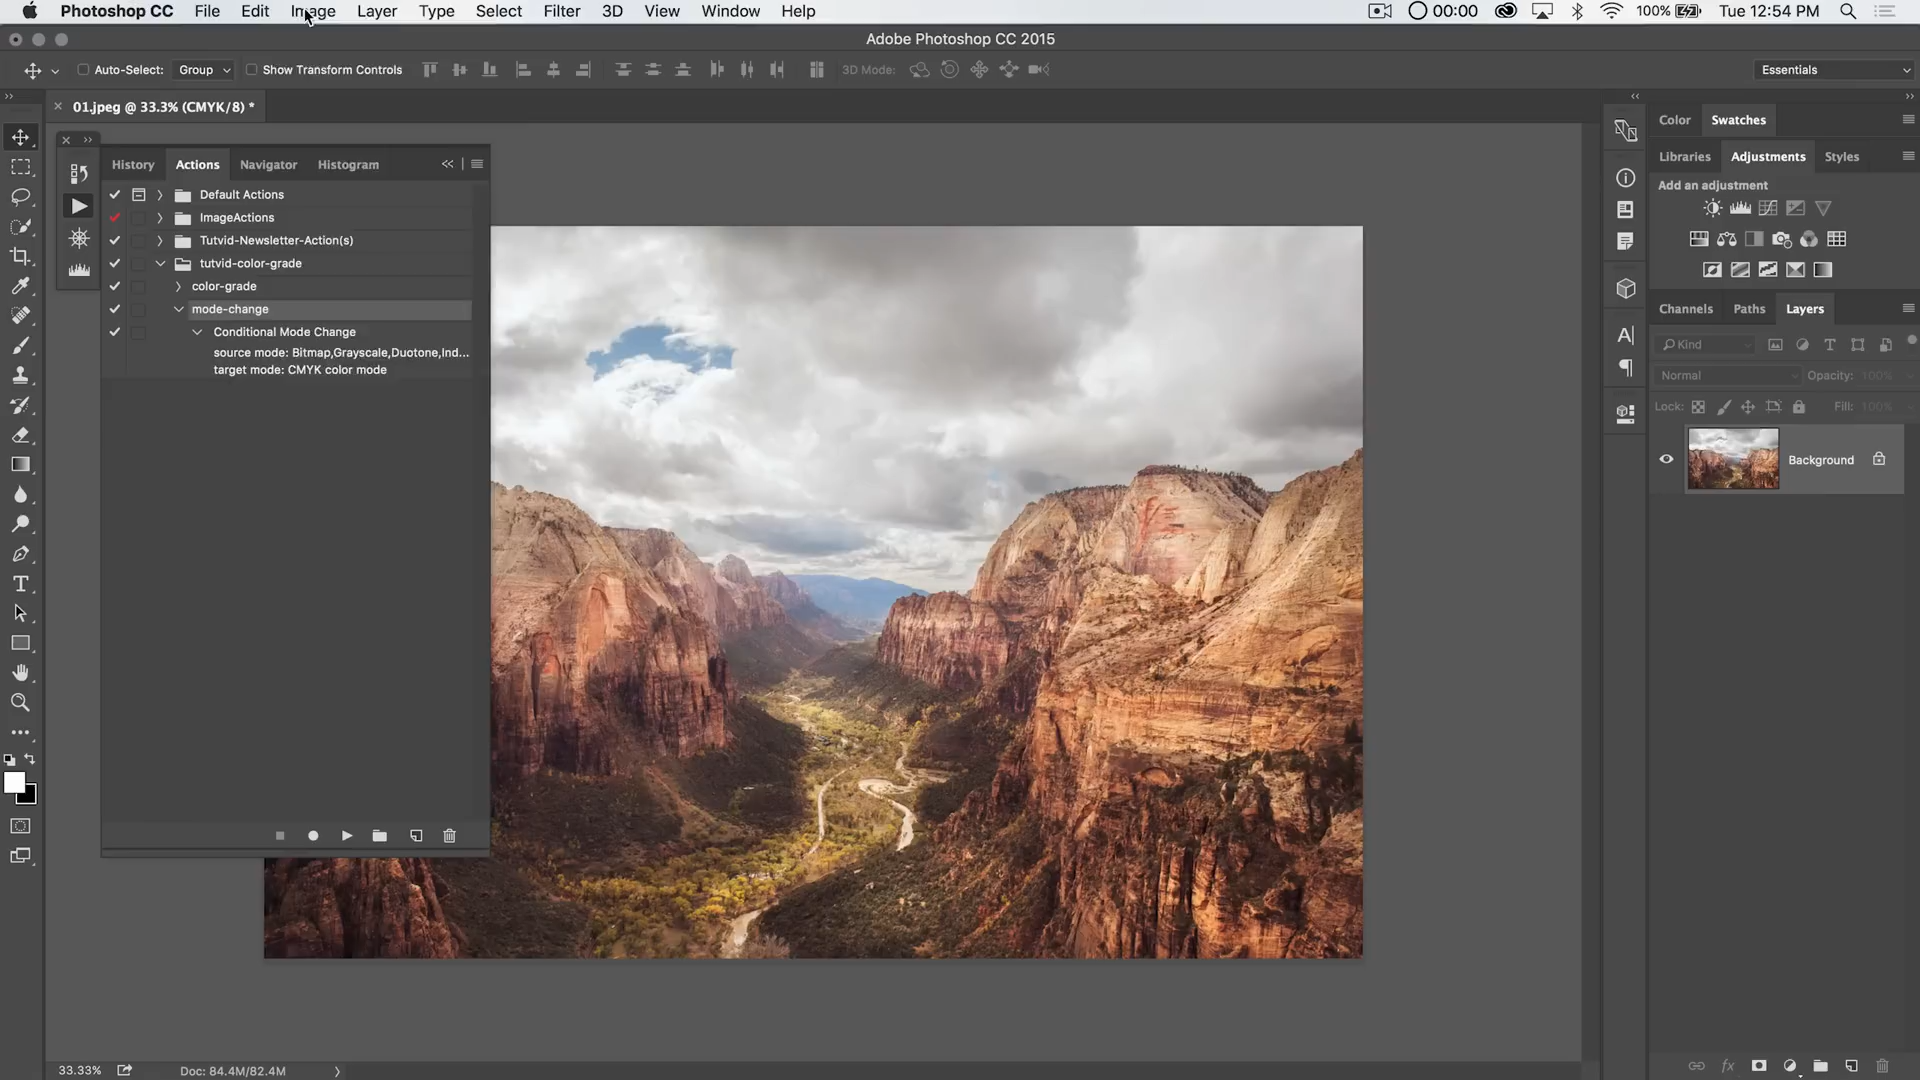 Photoshop CC File Edit Image Layer Type Select Filter 3D View Window Help 00:00 100% Tue 12:54 PM
Adobe Photoshop CC 2015
Auto-Select: Group Show Transform Controls 3D Mode: Essentials
01.jpeg @ 33.3% (CMYK/8) *
Color Swatches
History Actions Navigator Histogram
Libraries Adjustments Styles
Add an adjustment
Default Actions
ImageActions
Tutvid-Newsletter-Action(s)
tutvid-color-grade
color-grade
mode-change
Conditional Mode Change
source mode: Bitmap,Grayscale,Duotone,Ind...
target mode: CMYK color mode
Channels Paths Layers
Kind
Normal Opacity: 100%
Lock: Fill: 100%
Background
33.33% Doc: 84.4M/82.4M